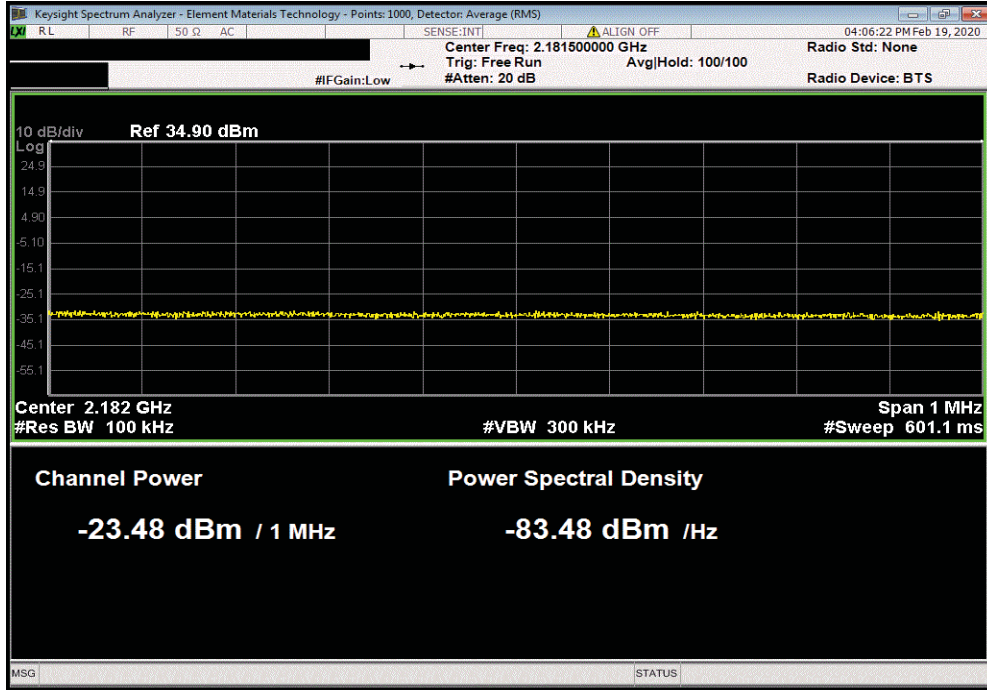 Keysight Spectrum Analyzer - Element Materials Technology - Points: 1000, Detector: Average (RMS)
LXI RL RF 50 Ω AC SENSE:INT ALIGN OFF 04:06:22 PM Feb 19, 2020
Center Freq: 2.181500000 GHz Radio Std: None
Trig: Free Run Avg|Hold: 100/100
#IFGain:Low #Atten: 20 dB Radio Device: BTS
10 dB/div Ref 34.90 dBm
Log
24.9
14.9
4.90
-5.10
-15.1
-25.1
-35.1
-45.1
-55.1
Center 2.182 GHz Span 1 MHz
#Res BW 100 kHz #VBW 300 kHz #Sweep 601.1 ms
Channel Power Power Spectral Density
-23.48 dBm / 1 MHz -83.48 dBm /Hz
MSG STATUS